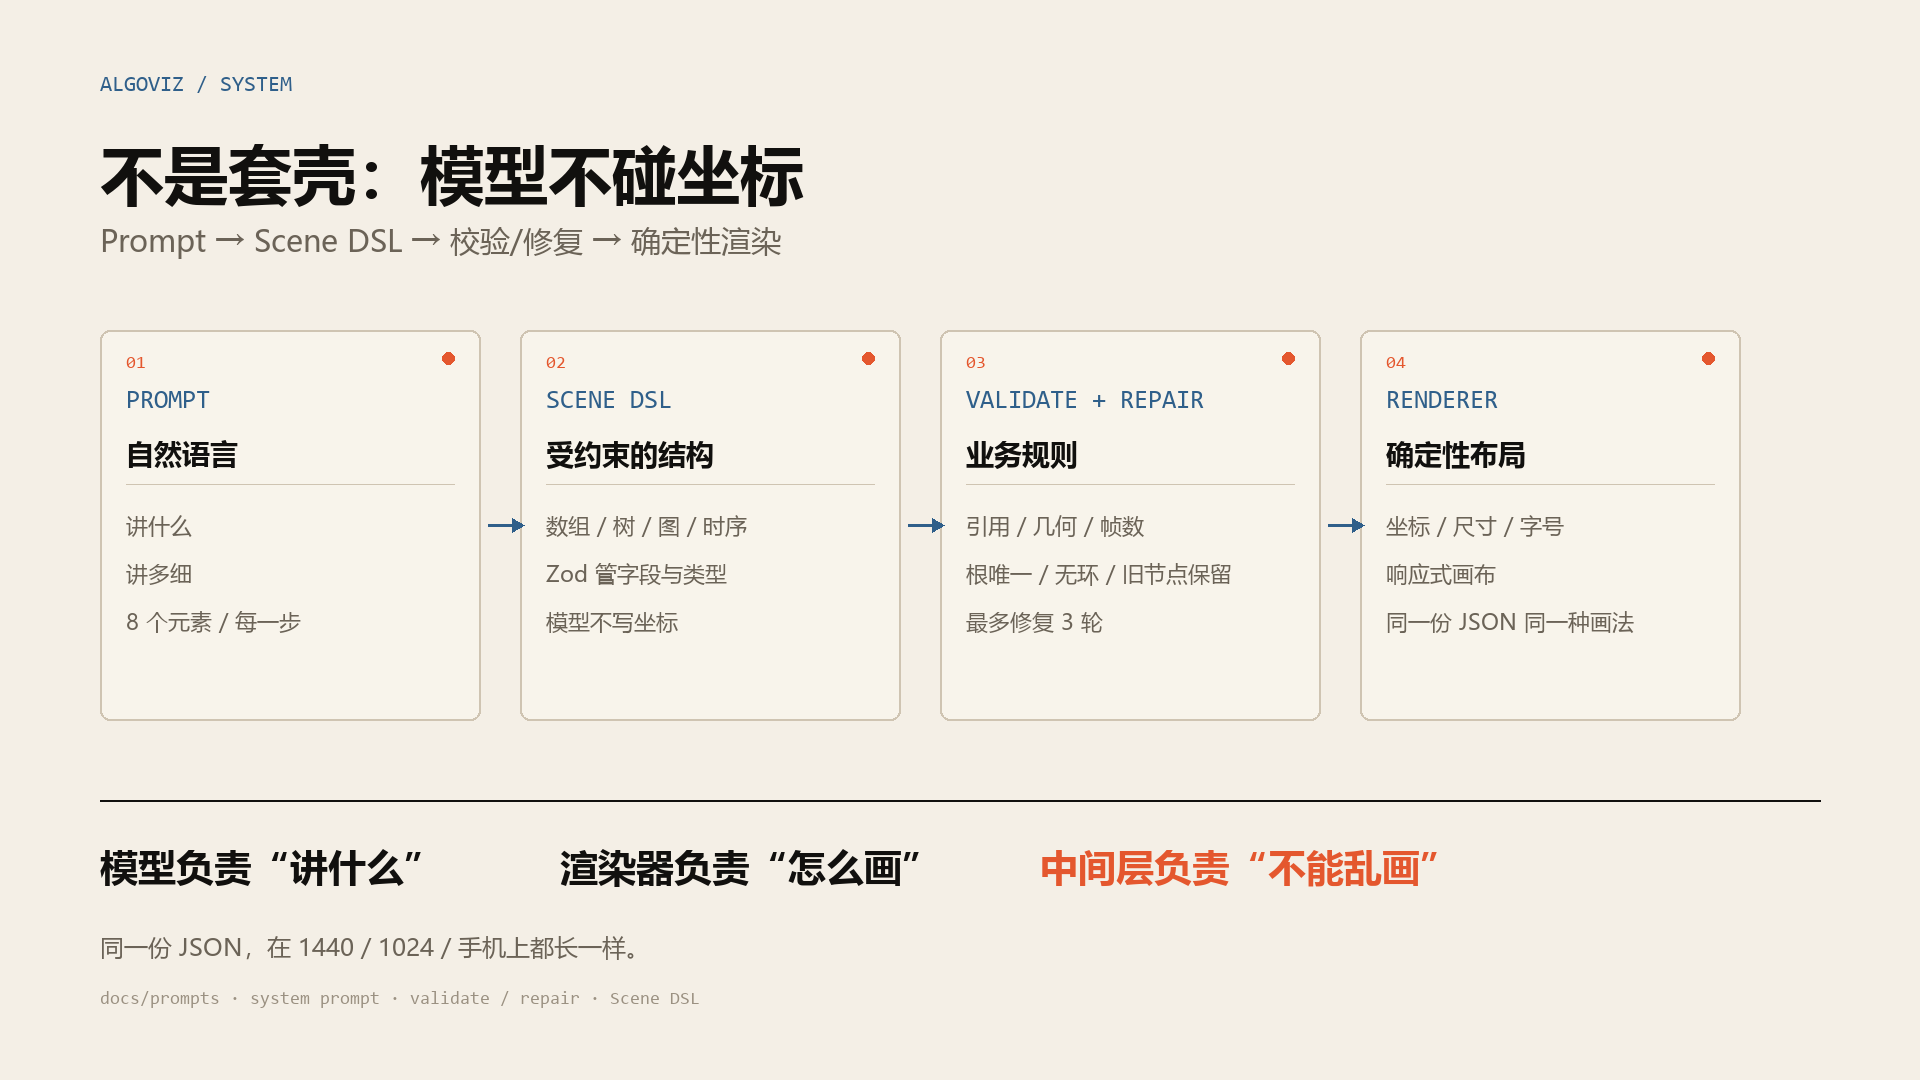 ALGOVIZ / SYSTEM
不是套壳：模型不碰坐标
Prompt → Scene DSL → 校验/修复 → 确定性渲染
01
PROMPT
自然语言
讲什么
讲多细
8 个元素 / 每一步
02
SCENE DSL
受约束的结构
数组 / 树 / 图 / 时序
Zod 管字段与类型
模型不写坐标
03
VALIDATE + REPAIR
业务规则
引用 / 几何 / 帧数
根唯一 / 无环 / 旧节点保留
最多修复 3 轮
04
RENDERER
确定性布局
坐标 / 尺寸 / 字号
响应式画布
同一份 JSON 同一种画法
模型负责“讲什么” 渲染器负责“怎么画” 中间层负责“不能乱画”
同一份 JSON，在 1440 / 1024 / 手机上都长一样。
docs/prompts · system prompt · validate / repair · Scene DSL